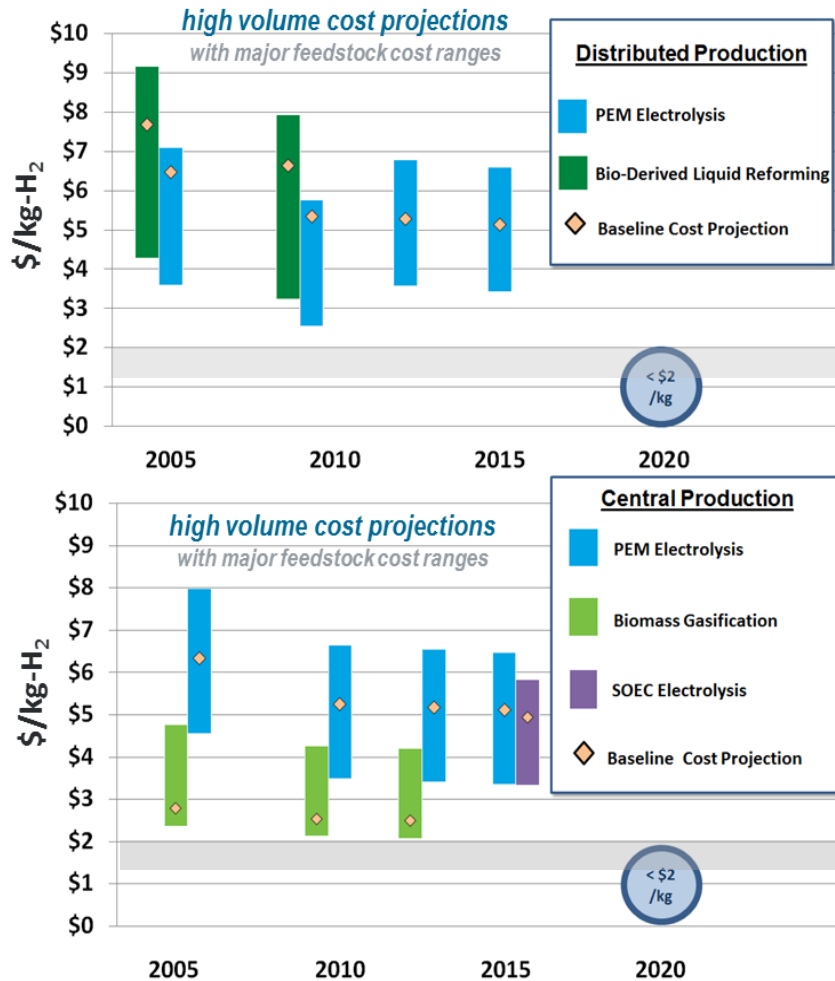 high volume cost projections
with major feedstock cost ranges
$/kg-H₂
$10
$9
$8
$7
$6
$5
$4
$3
$2
$1
$0
2005
2010
2015
2020
Distributed Production
PEM Electrolysis
Bio-Derived Liquid Reforming
Baseline Cost Projection
< $2
/kg
high volume cost projections
with major feedstock cost ranges
$/kg-H₂
$10
$9
$8
$7
$6
$5
$4
$3
$2
$1
$0
2005
2010
2015
2020
Central Production
PEM Electrolysis
Biomass Gasification
SOEC Electrolysis
Baseline Cost Projection
< $2
/kg